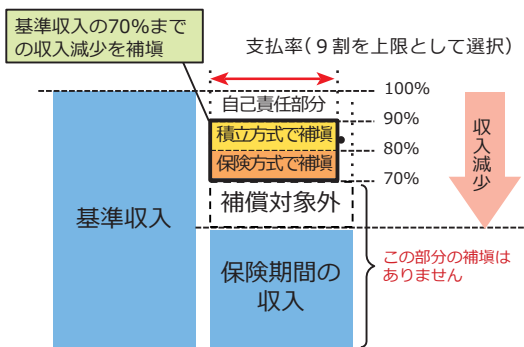 基準収入の70%まで
の収入減少を補填
支払率(９割を上限として選択)
100%
自己責任部分
90%
積立方式で補填
80%
保険方式で補填
70%
収入減少
補償対象外
基準収入
保険期間の
収入
この部分の補填は
ありません